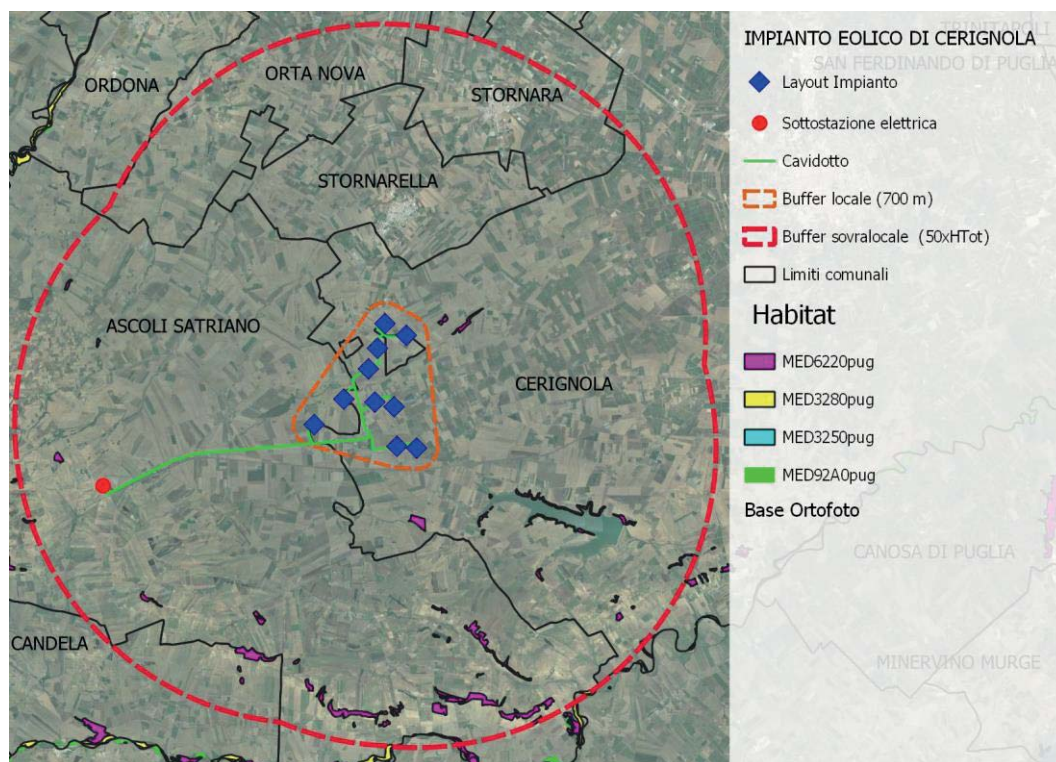 ORDONA
ORTA NOVA
STORNARA
STORNARELLA
ASCOLI SATRIANO
CERIGNOLA
CANDELA
TRINITAPOLI
IMPIANTO EOLICO DI CERIGNOLA
SAN FERDINANDO DI PUGLIA
Layout Impianto
Sottostazione elettrica
Cavidotto
Buffer locale (700 m)
Buffer sovralocale (50xHTot)
Limiti comunali
Habitat
MED6220pug
MED3280pug
MED3250pug
MED92A0pug
Base Ortofoto
CANOSA DI PUGLIA
MINERVINO MURGE